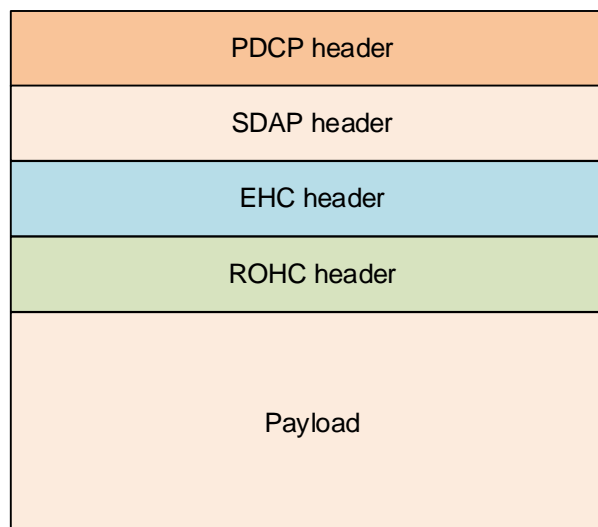 PDCP header
SDAP header
EHC header
ROHC header
Payload